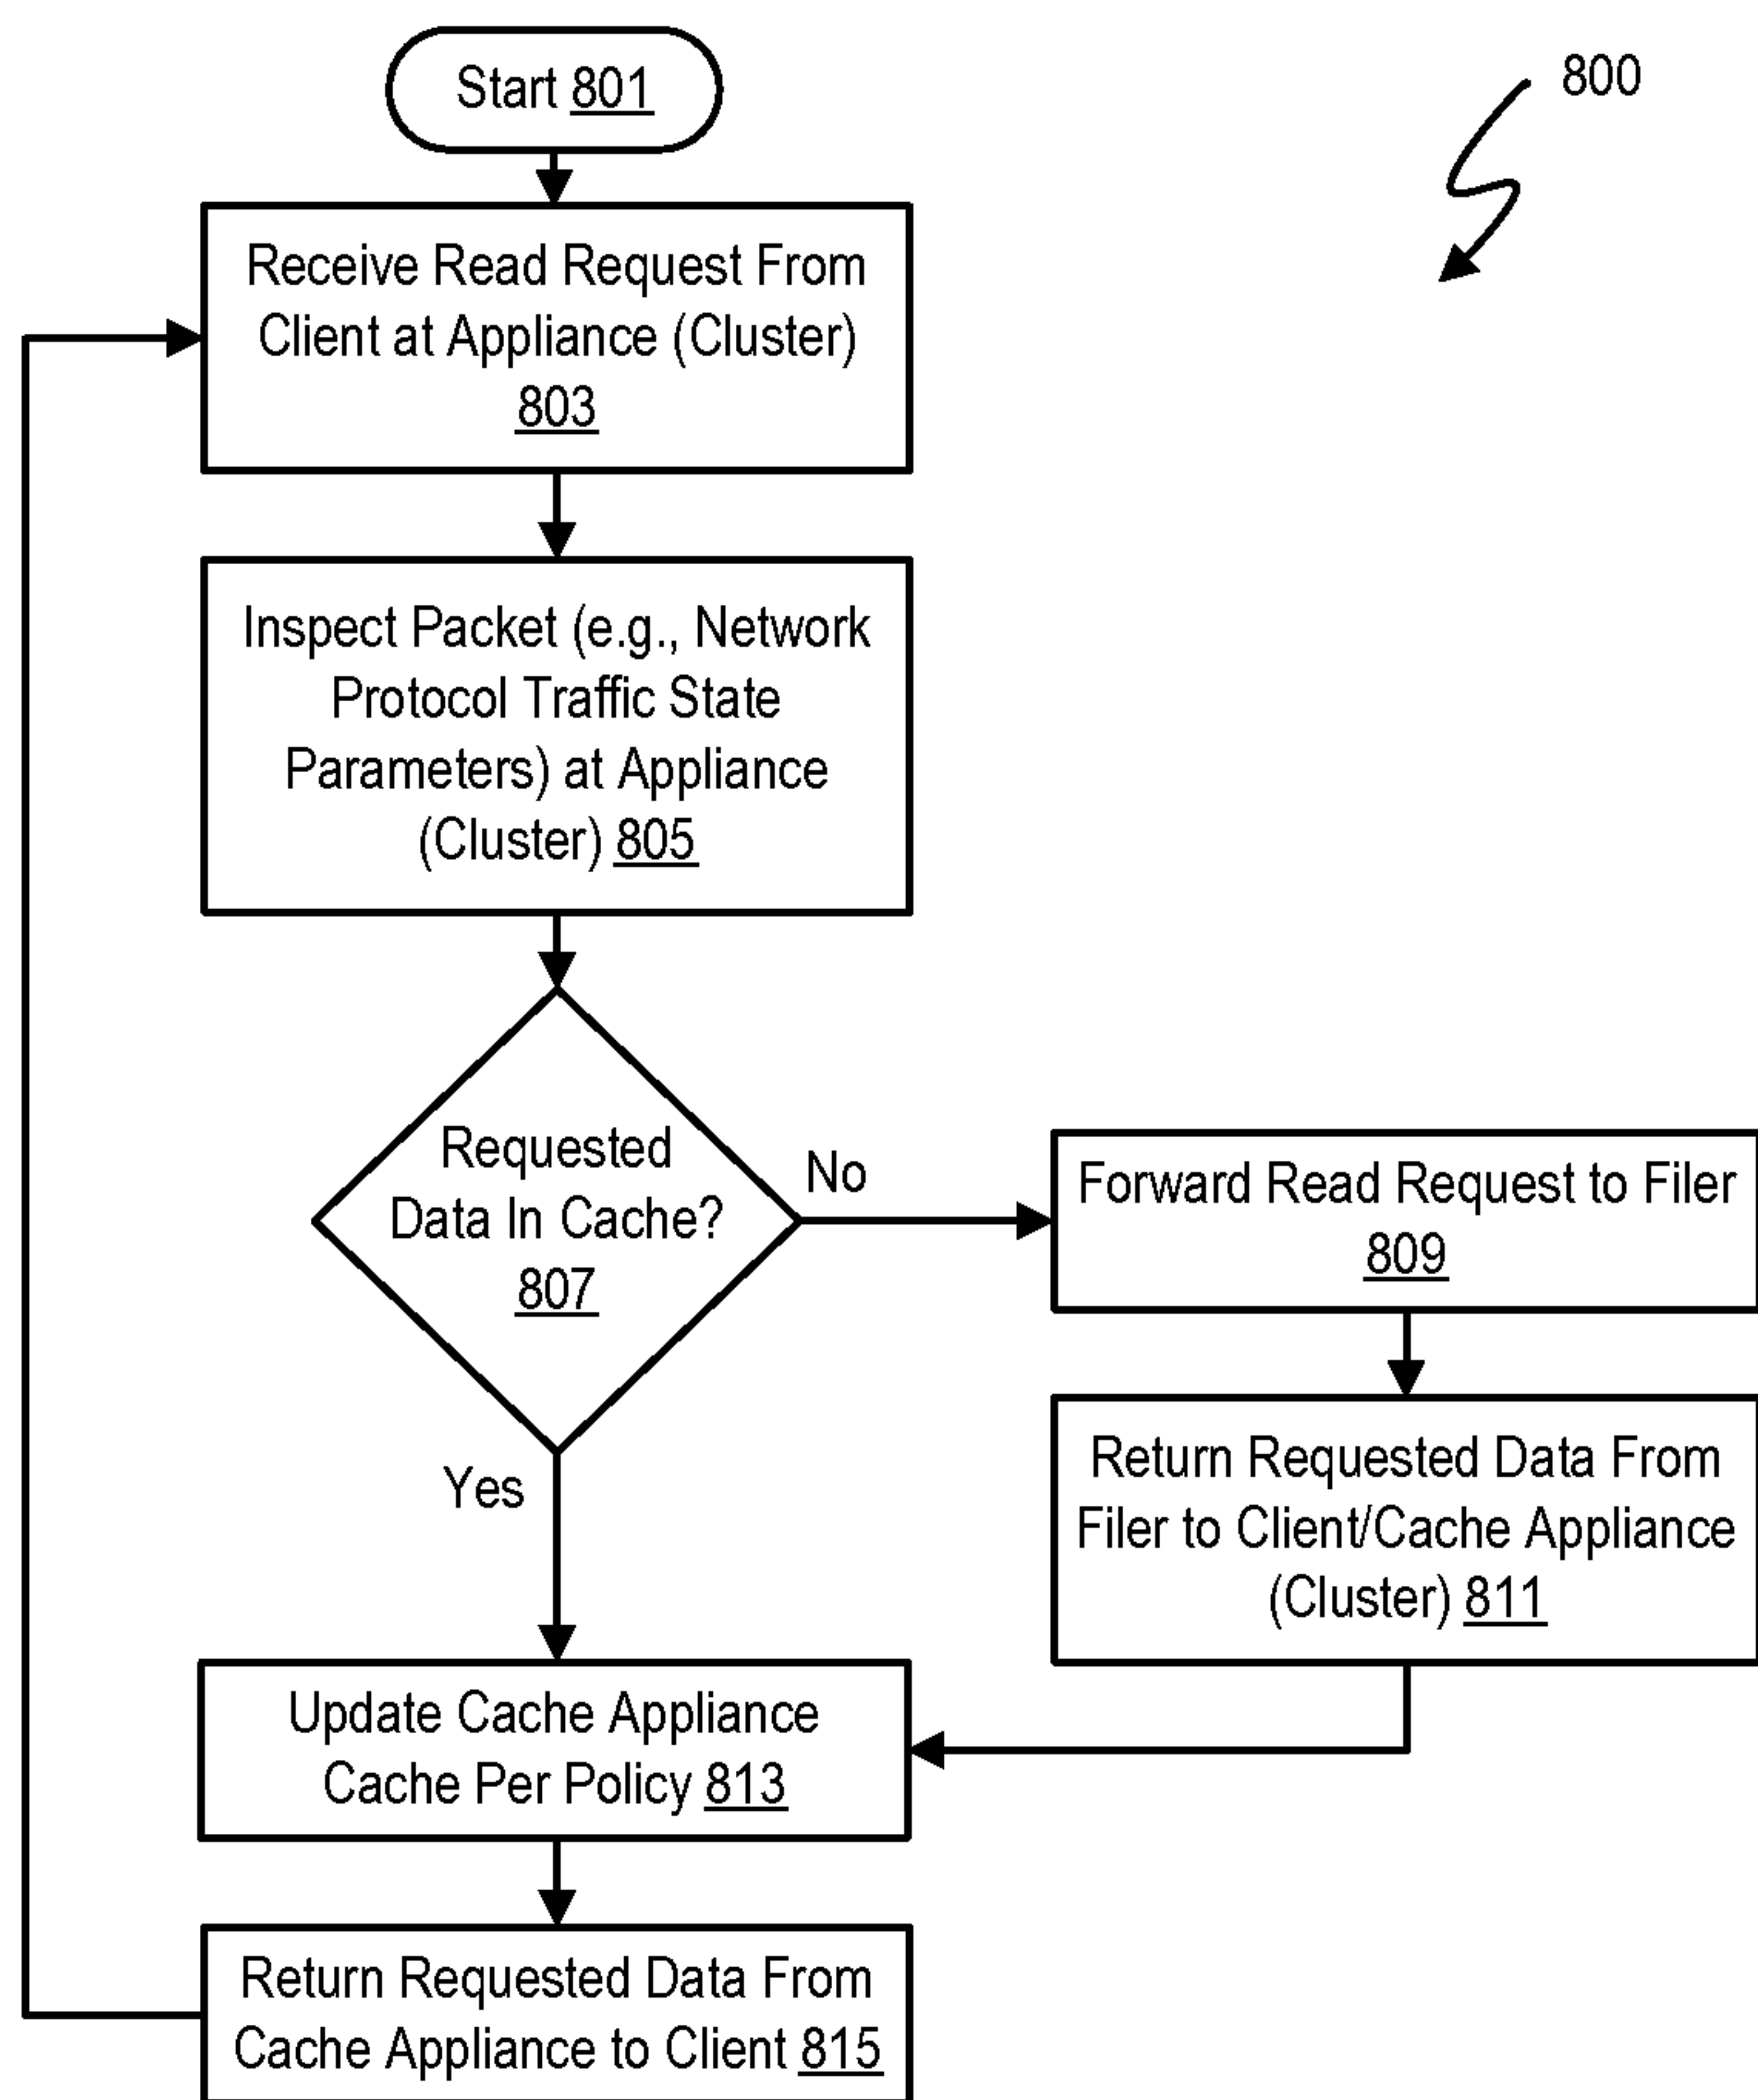 Start 801
800
Receive Read Request From
Client at Appliance (Cluster)
803
Inspect Packet (e.g., Network
Protocol Traffic State
Parameters) at Appliance
(Cluster) 805
Requested
Data In Cache?
807
No
Forward Read Request to Filer
809
Return Requested Data From
Filer to Client/Cache Appliance
(Cluster) 811
Yes
Update Cache Appliance
Cache Per Policy 813
Return Requested Data From
Cache Appliance to Client 815